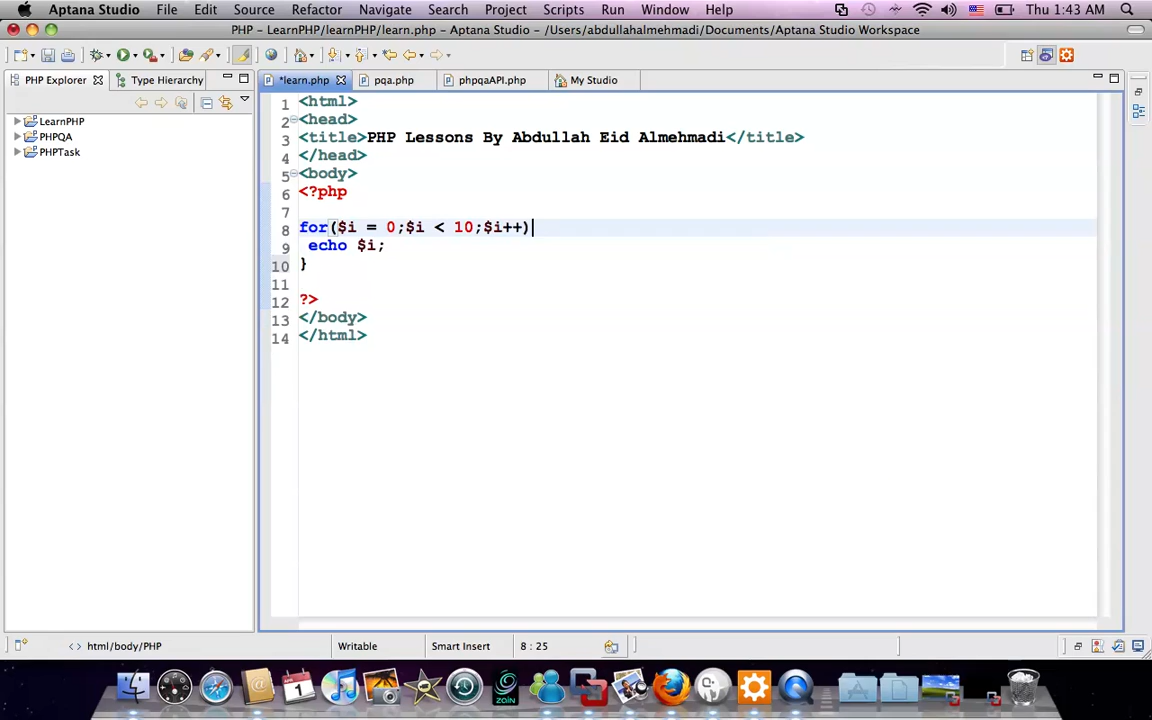 Aptana Studio File Edit Source Refactor Navigate Search Project Scripts Run Window Help Thu 1:43 AM
PHP - LearnPHP/learnPHP/learn.php - Aptana Studio - /Users/abdullahalmehmadi/Documents/Aptana Studio Workspace
PHP Explorer Type Hierarchy *learn.php pqa.php phpqaAPI.php My Studio
LearnPHP
PHPQA
PHPTask
1 <html>
2 <head>
3 <title>PHP Lessons By Abdullah Eid Almehmadi</title>
4 </head>
5 <body>
6 <?php
7
8 for($i = 0;$i < 10;$i++)
9 echo $i;
10 }
11
12 ?>
13 </body>
14 </html>
<> html/body/PHP Writable Smart Insert 8 : 25
APR
1
zain